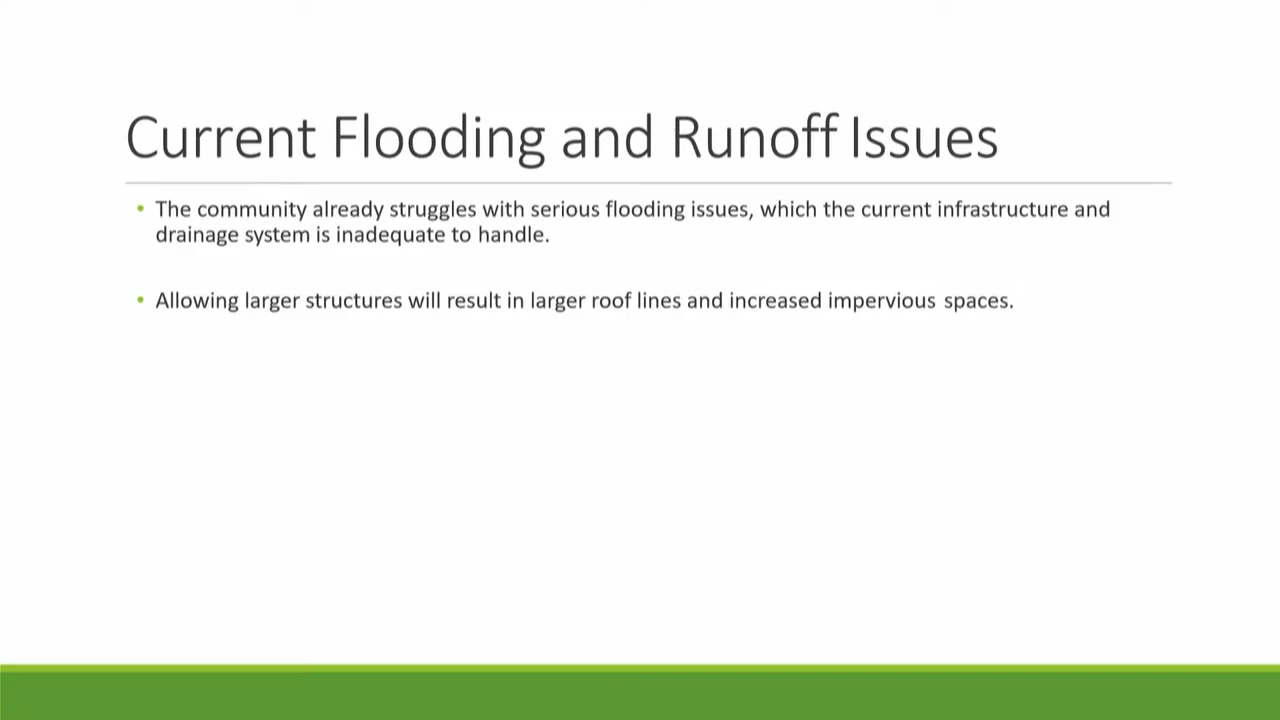 Current Flooding and Runoff Issues
• The community already struggles with serious flooding issues, which the current infrastructure and
drainage system is inadequate to handle.
• Allowing larger structures will result in larger roof lines and increased impervious spaces.